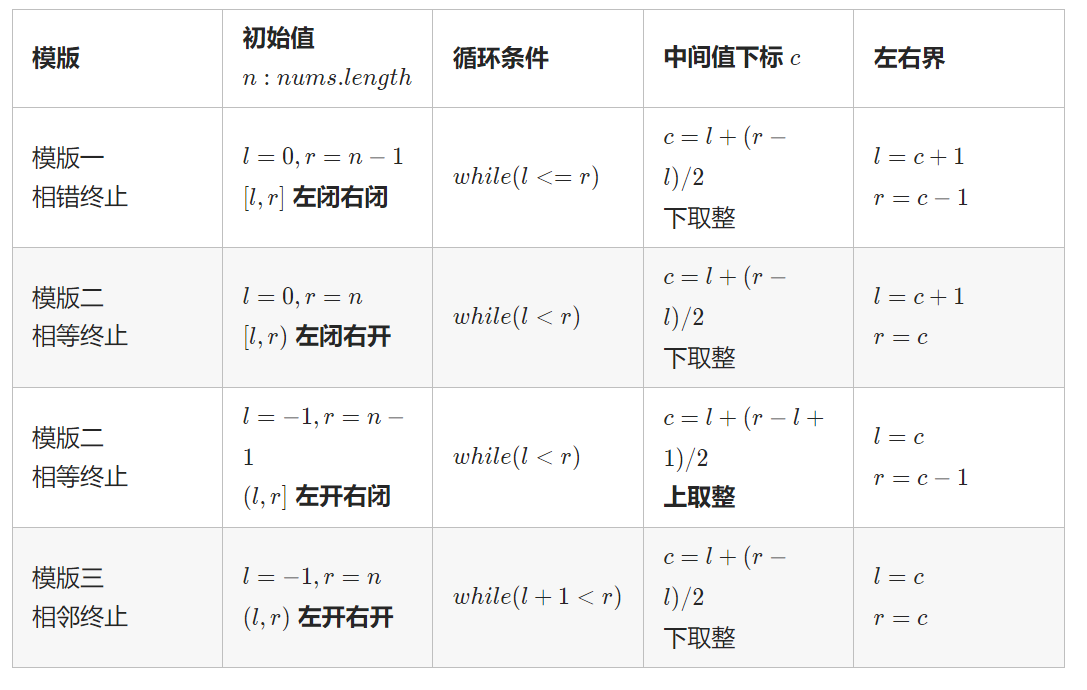 模版
初始值
n : nums.length
循环条件
中间值下标 c
左右界
模版一
相错终止
l = 0, r = n − 1
[l, r] 左闭右闭
while(l <= r)
c = l + (r −
l)/2
下取整
l = c + 1
r = c − 1
模版二
相等终止
l = 0, r = n
[l, r) 左闭右开
while(l < r)
c = l + (r −
l)/2
下取整
l = c + 1
r = c
模版二
相等终止
l = −1, r = n −
1
(l, r] 左开右闭
while(l < r)
c = l + (r − l +
1)/2
上取整
l = c
r = c − 1
模版三
相邻终止
l = −1, r = n
(l, r) 左开右开
while(l + 1 < r)
c = l + (r −
l)/2
下取整
l = c
r = c